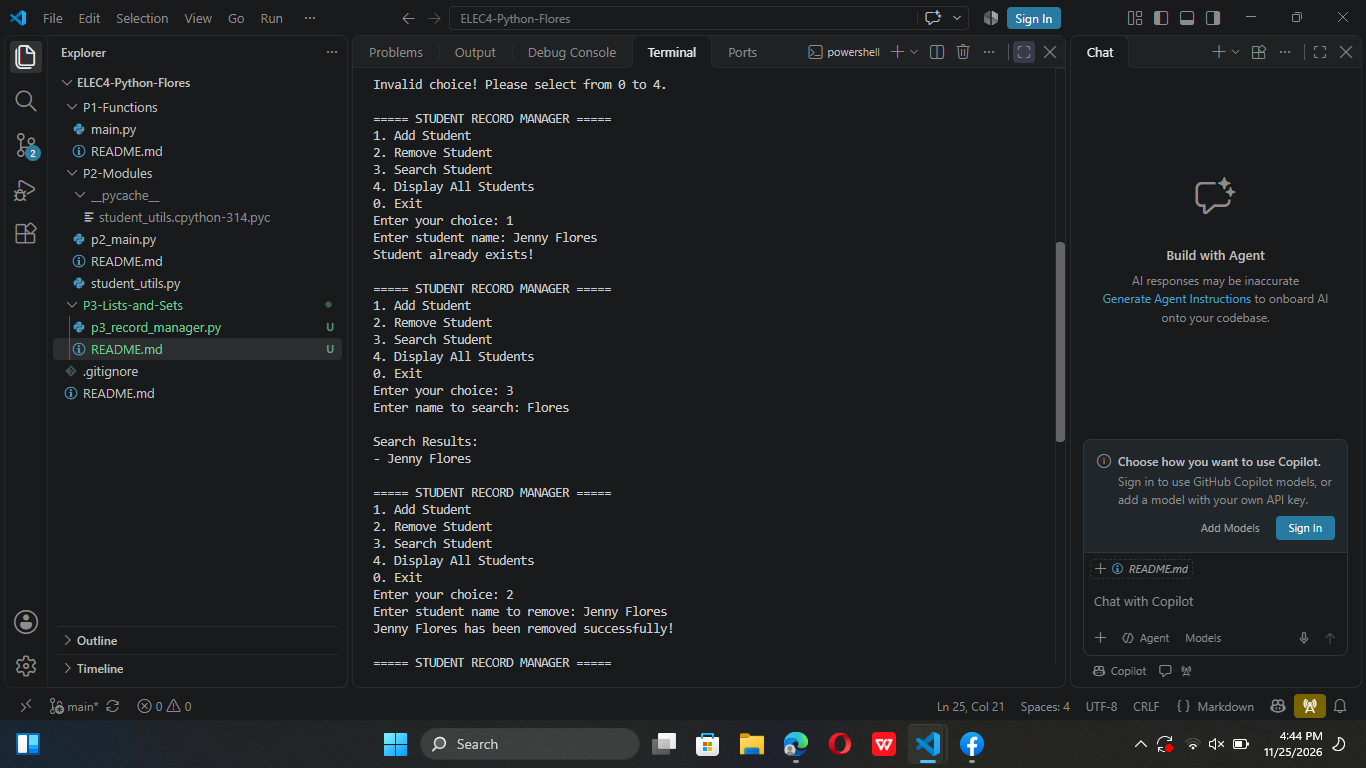 File Edit Selection View Go Run ···
ELEC4-Python-Flores
Sign In
Explorer
ELEC4-Python-Flores
P1-Functions
main.py
README.md
P2-Modules
__pycache__
student_utils.cpython-314.pyc
p2_main.py
README.md
student_utils.py
P3-Lists-and-Sets
p3_record_manager.py U
README.md U
.gitignore
README.md
Outline
Timeline
Problems Output Debug Console Terminal Ports
powershell
Invalid choice! Please select from 0 to 4.
===== STUDENT RECORD MANAGER =====
1. Add Student
2. Remove Student
3. Search Student
4. Display All Students
0. Exit
Enter your choice: 1
Enter student name: Jenny Flores
Student already exists!
===== STUDENT RECORD MANAGER =====
1. Add Student
2. Remove Student
3. Search Student
4. Display All Students
0. Exit
Enter your choice: 3
Enter name to search: Flores
Search Results:
- Jenny Flores
===== STUDENT RECORD MANAGER =====
1. Add Student
2. Remove Student
3. Search Student
4. Display All Students
0. Exit
Enter your choice: 2
Enter student name to remove: Jenny Flores
Jenny Flores has been removed successfully!
===== STUDENT RECORD MANAGER =====
Chat
Build with Agent
AI responses may be inaccurate
Generate Agent Instructions to onboard AI
onto your codebase.
Choose how you want to use Copilot.
Sign in to use GitHub Copilot models, or
add a model with your own API key.
Add Models Sign In
README.md
Chat with Copilot
Agent Models
Copilot
2
main* 0 0
Ln 25, Col 21 Spaces: 4 UTF-8 CRLF { } Markdown
Search
W
4:44 PM
11/25/2026